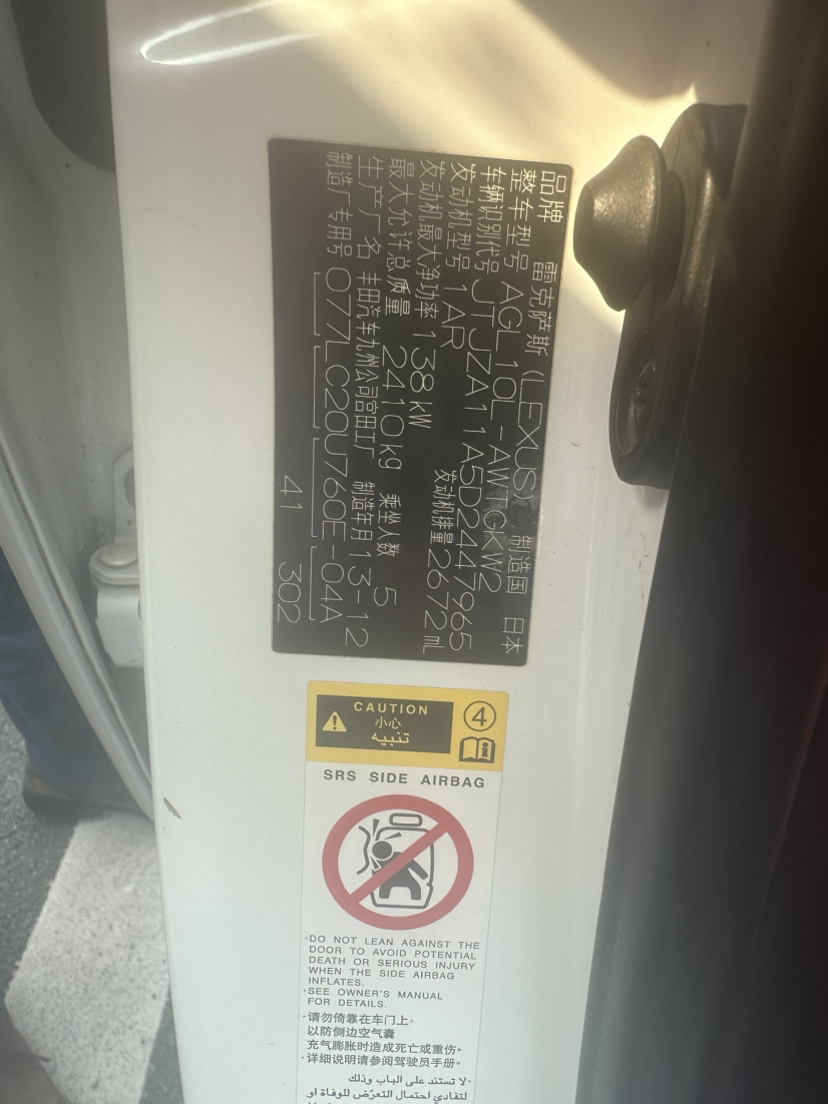 品牌 雷克萨斯(LEXUS) 制造国 日本
整车型号 AGL10L-AWTGKW2
车辆识别代号 JTJZA11A5D2447965
发动机型号 1AR 发动机排量 2672ml
发动机最大净功率 138kW
最大允许总质量 2410kg 乘坐人数 5
生产厂名 丰田汽车九州公司宫田工厂 制造年月 13-12
制造厂专用号 077LC20U760E-04A
41 302
CAUTION
小心
تنبيه
4
SRS SIDE AIRBAG
·DO NOT LEAN AGAINST THE
DOOR TO AVOID POTENTIAL
DEATH OR SERIOUS INJURY
WHEN THE SIDE AIRBAG
INFLATES.
·SEE OWNER'S MANUAL
FOR DETAILS.
·请勿倚靠在车门上,
以防侧边空气囊
充气膨胀时造成死亡或重伤。
·详细说明请参阅驾驶员手册。
·لا تستند على الباب وذلك
لتفادي احتمال التعرّض للوفاة او